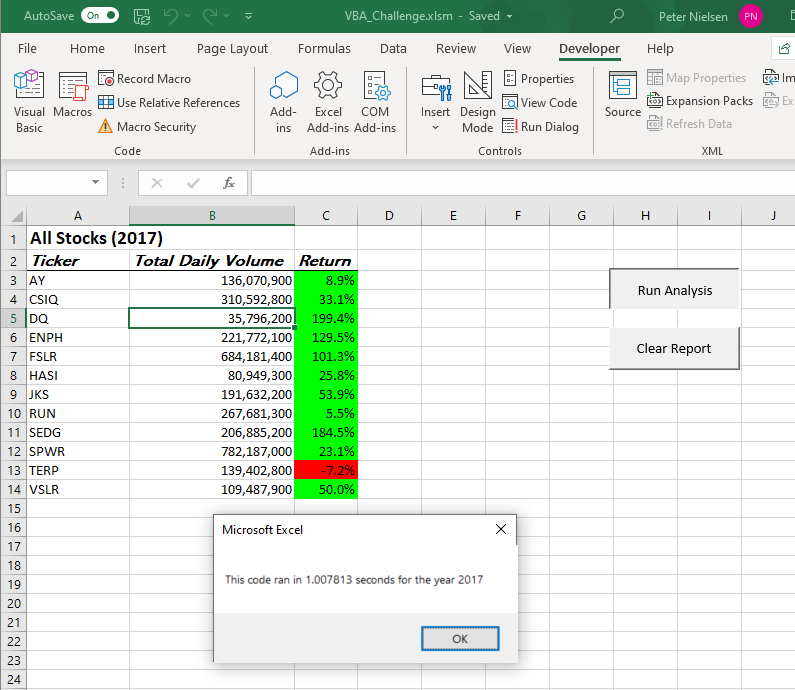 AutoSave On VBA_Challenge.xlsm - Saved Peter Nielsen PN
File Home Insert Page Layout Formulas Data Review View Developer Help
Visual Basic
Macros
Record Macro
Use Relative References
Macro Security
Code
Add-ins
Excel Add-ins
COM Add-ins
Add-ins
Insert
Design Mode
Properties
View Code
Run Dialog
Controls
Source
Map Properties
Expansion Packs
Refresh Data
Im
Ex
XML
fx
A B C D E F G H I J
1 All Stocks (2017)
2 Ticker Total Daily Volume Return
3 AY 136,070,900 8.9%
4 CSIQ 310,592,800 33.1%
5 DQ 35,796,200 199.4%
6 ENPH 221,772,100 129.5%
7 FSLR 684,181,400 101.3%
8 HASI 80,949,300 25.8%
9 JKS 191,632,200 53.9%
10 RUN 267,681,300 5.5%
11 SEDG 206,885,200 184.5%
12 SPWR 782,187,000 23.1%
13 TERP 139,402,800 -7.2%
14 VSLR 109,487,900 50.0%
Run Analysis
Clear Report
15
16
17
18
19
20
21
22
23
24
Microsoft Excel
This code ran in 1.007813 seconds for the year 2017
OK